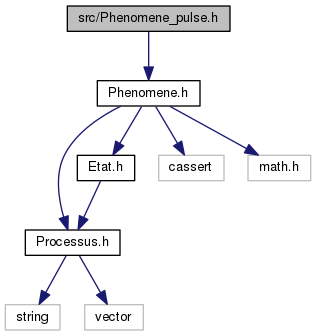 src/Phenomene_pulse.h
Phenomene.h
Etat.h
cassert
math.h
Processus.h
string
vector